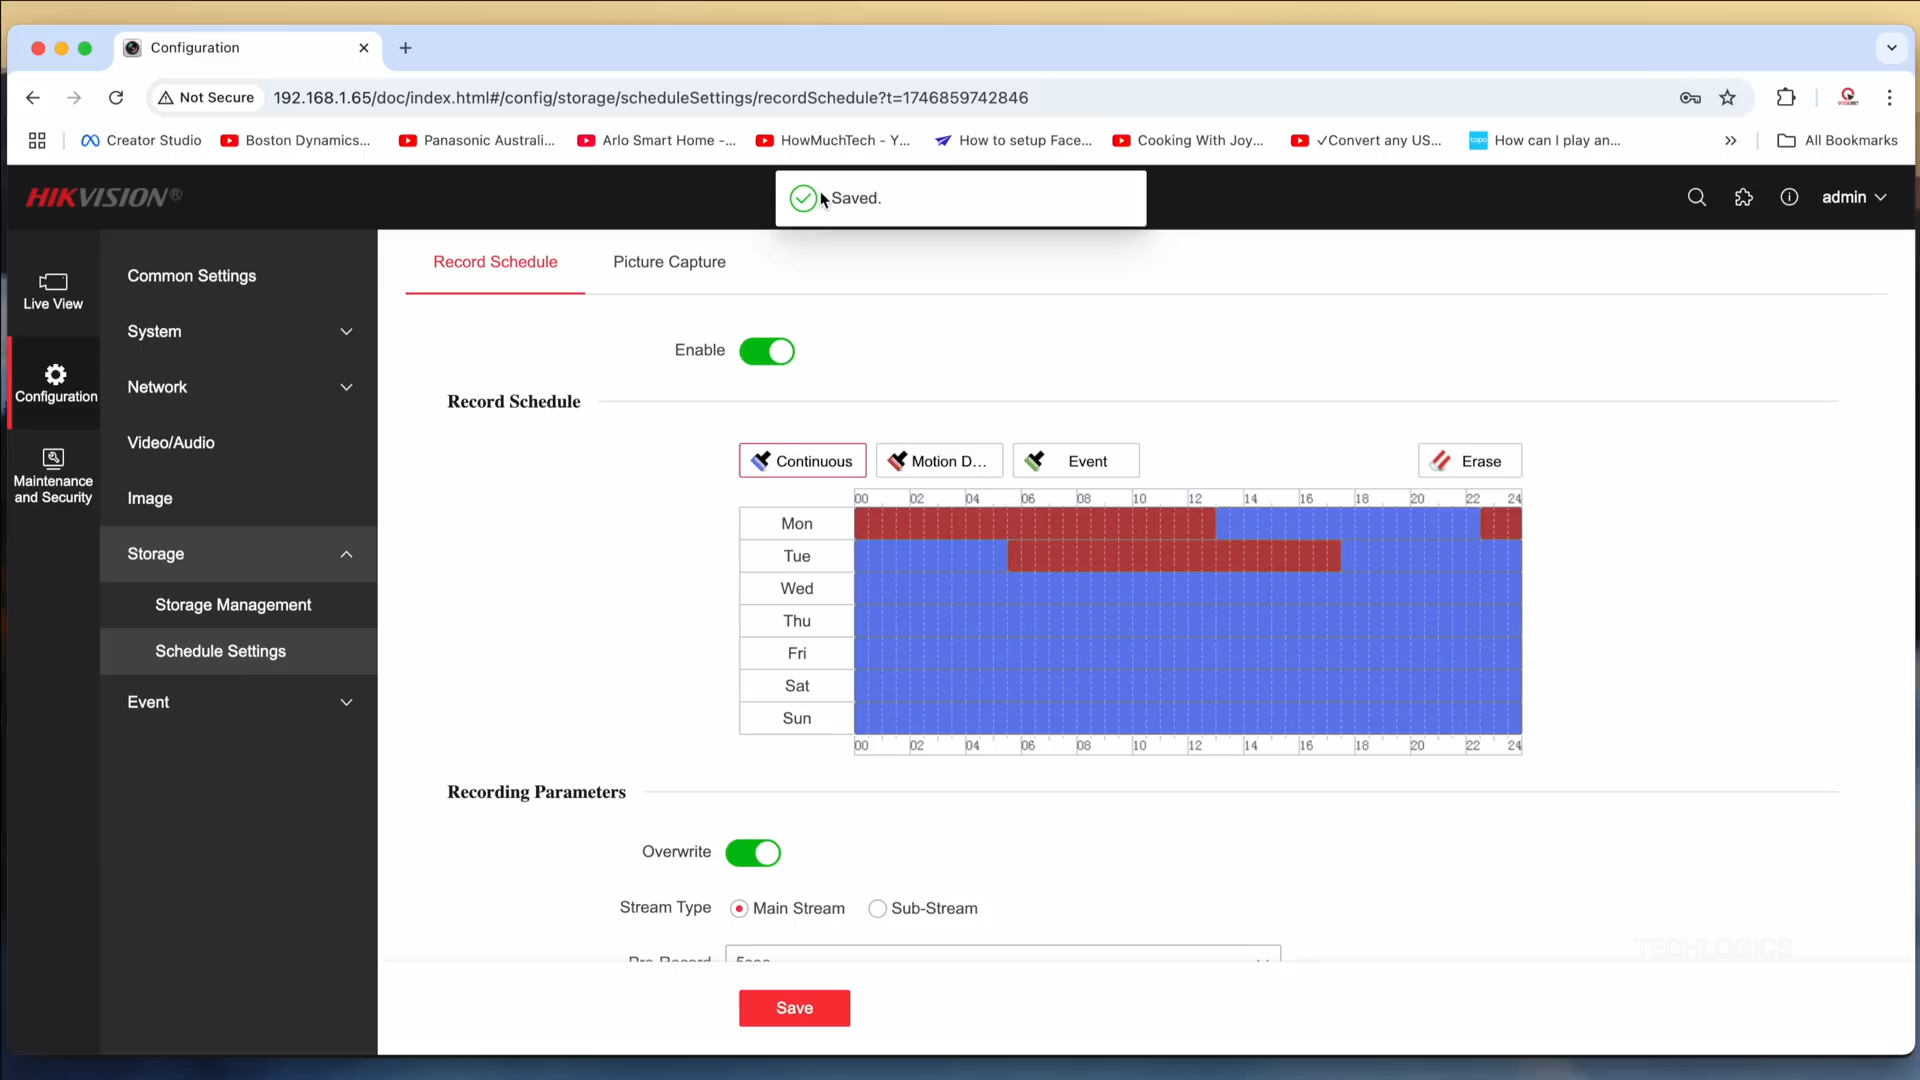 Configuration
Not Secure 192.168.1.65/doc/index.html#/config/storage/scheduleSettings/recordSchedule?t=1746859742846
Creator Studio Boston Dynamics... Panasonic Australi... Arlo Smart Home -... HowMuchTech - Y... How to setup Face... Cooking With Joy... ✓Convert any US... tapo How can I play an... » All Bookmarks
HIKVISION® Saved. admin
Live View
Configuration
Maintenance
and Security
Common Settings
System
Network
Video/Audio
Image
Storage
Storage Management
Schedule Settings
Event
Record Schedule Picture Capture
Enable
Record Schedule
Continuous Motion D... Event Erase
00 02 04 06 08 10 12 14 16 18 20 22 24
Mon
Tue
Wed
Thu
Fri
Sat
Sun
00 02 04 06 08 10 12 14 16 18 20 22 24
Recording Parameters
Overwrite
Stream Type Main Stream Sub-Stream
TECHLOGICS
Save